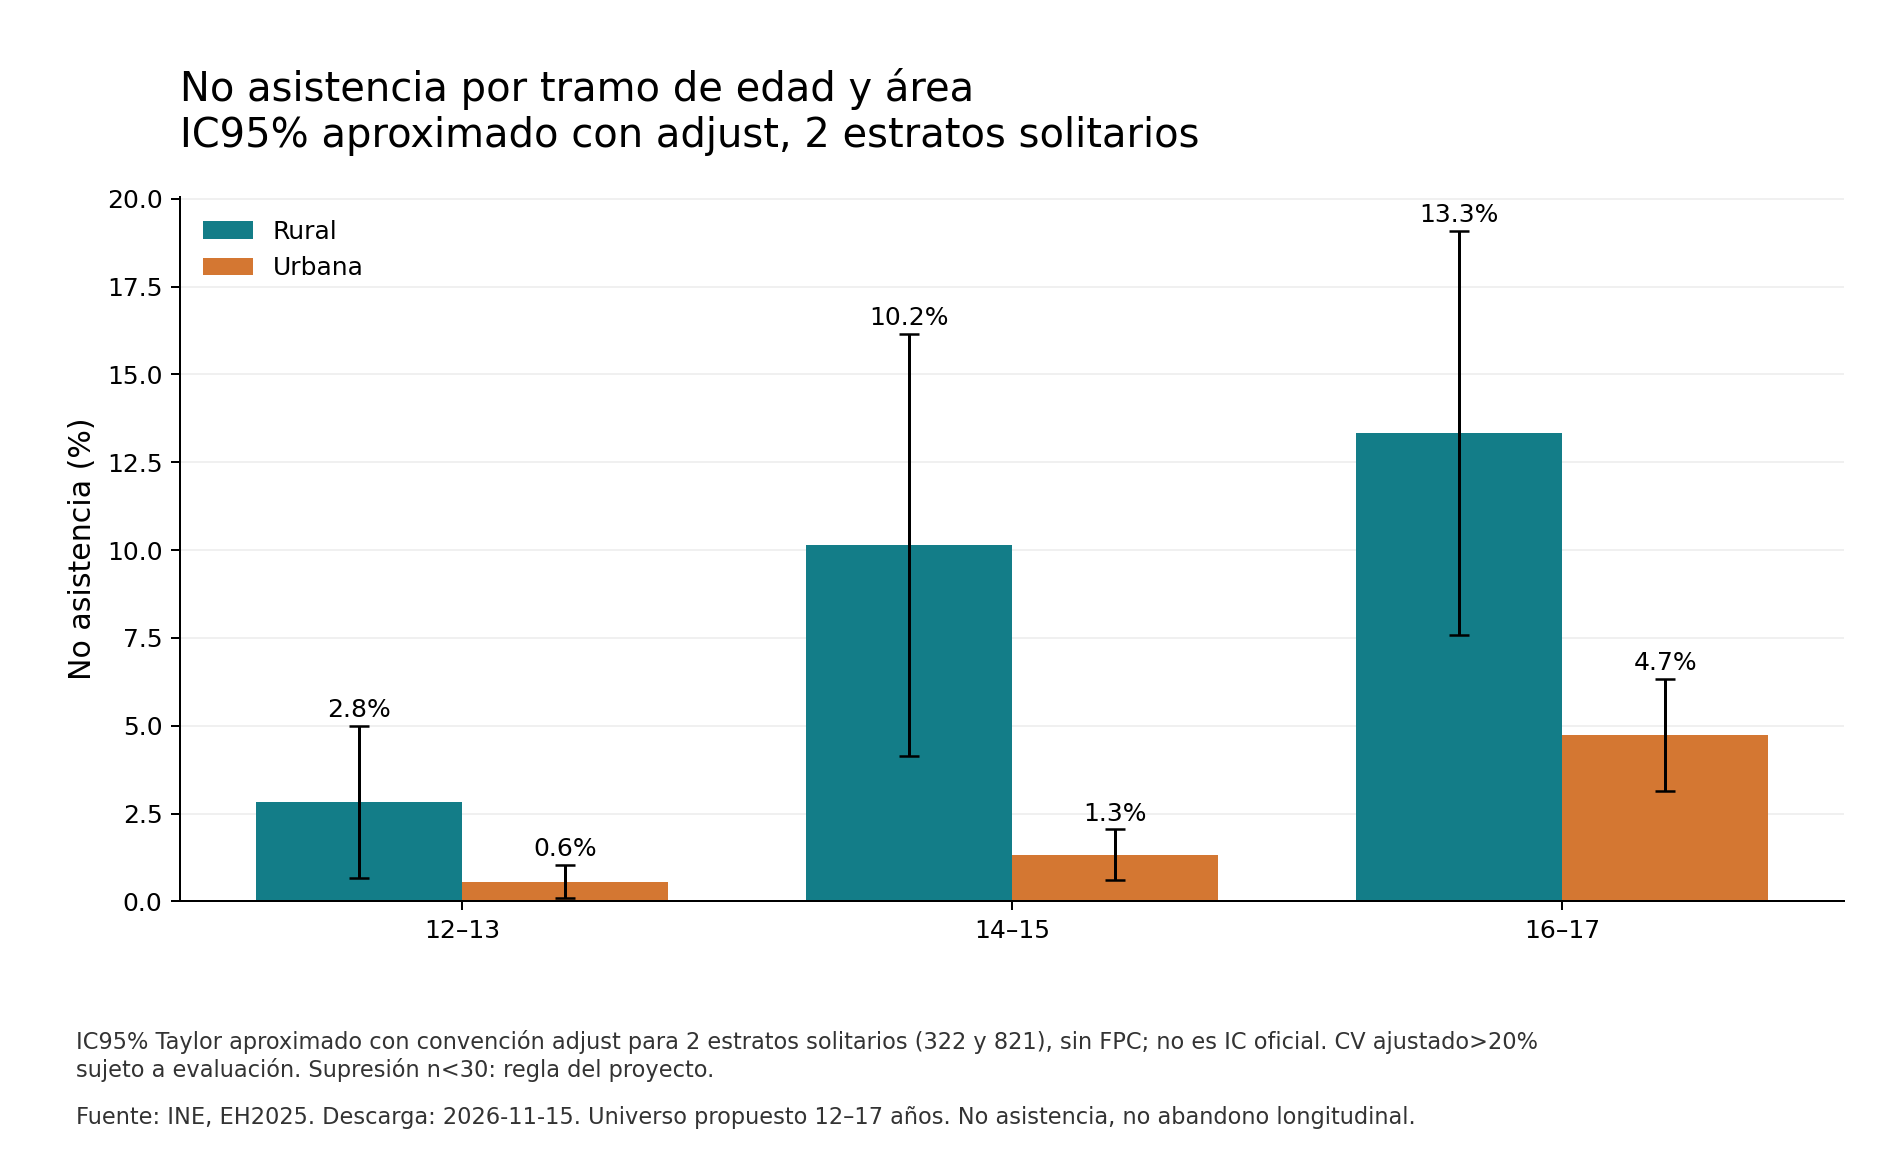 No asistencia por tramo de edad y área
IC95% aproximado con adjust, 2 estratos solitarios
No asistencia (%)
20.0
17.5
15.0
12.5
10.0
7.5
5.0
2.5
0.0
Rural
Urbana
2.8%
0.6%
10.2%
1.3%
13.3%
4.7%
12–13
14–15
16–17
IC95% Taylor aproximado con convención adjust para 2 estratos solitarios (322 y 821), sin FPC; no es IC oficial. CV ajustado>20%
sujeto a evaluación. Supresión n<30: regla del proyecto.
Fuente: INE, EH2025. Descarga: 2026-11-15. Universo propuesto 12–17 años. No asistencia, no abandono longitudinal.